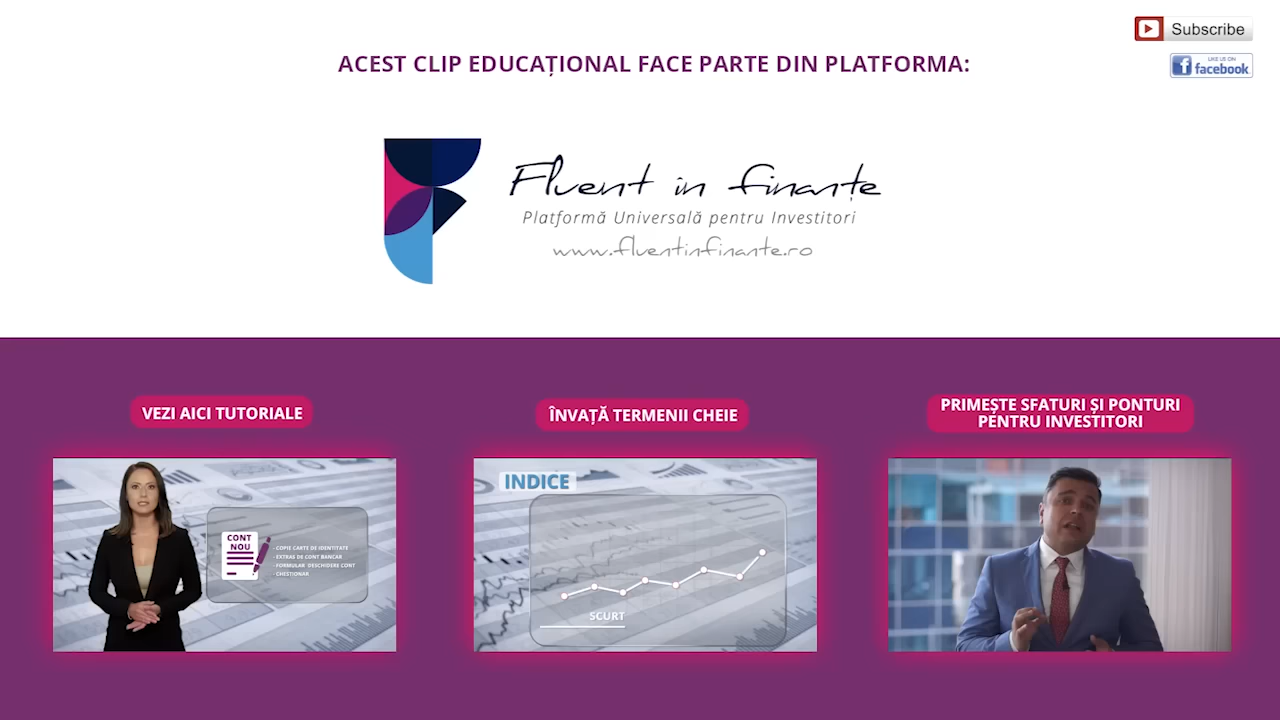 Subscribe
LIKE US ON
facebook
ACEST CLIP EDUCAȚIONAL FACE PARTE DIN PLATFORMA:
Fluent în finanțe
Platformă Universală pentru Investitori
www.fluentinfinante.ro
VEZI AICI TUTORIALE
ÎNVAȚĂ TERMENII CHEIE
PRIMEȘTE SFATURI ȘI PONTURI
PENTRU INVESTITORI
CONT
NOU
- COPIE CARTE DE IDENTITATE
- EXTRAS DE CONT BANCAR
- FORMULAR DESCHIDERE CONT
- CHESTIONAR
INDICE
SCURT